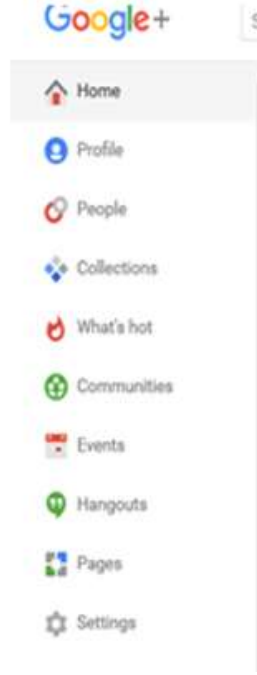 Google+
Home
Profile
People
Collections
What's hot
Communities
Events
Hangouts
Pages
Settings